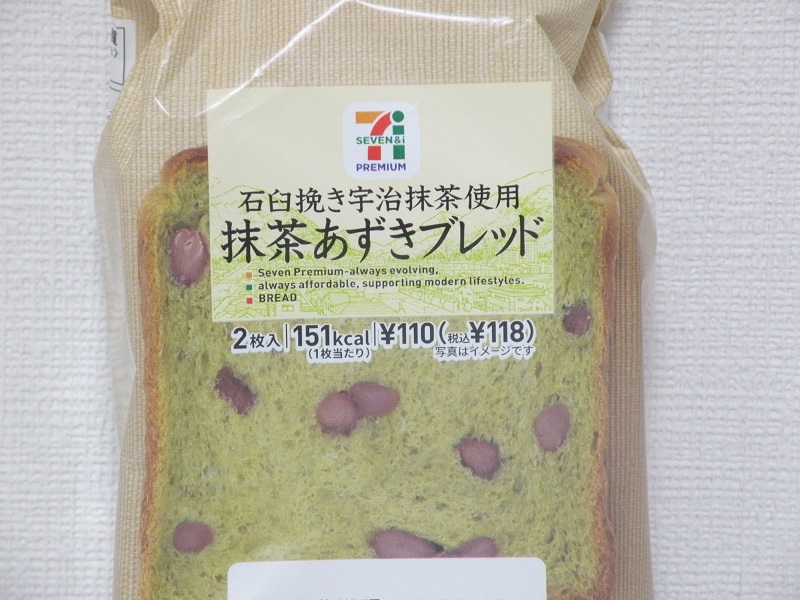 SEVEN&i
PREMIUM
石臼挽き宇治抹茶使用
抹茶あずきブレッド
Seven Premium-always evolving,
always affordable, supporting modern lifestyles.
BREAD
2枚入 151kcal ¥110(税込¥118)
(1枚当たり) 写真はイメージです